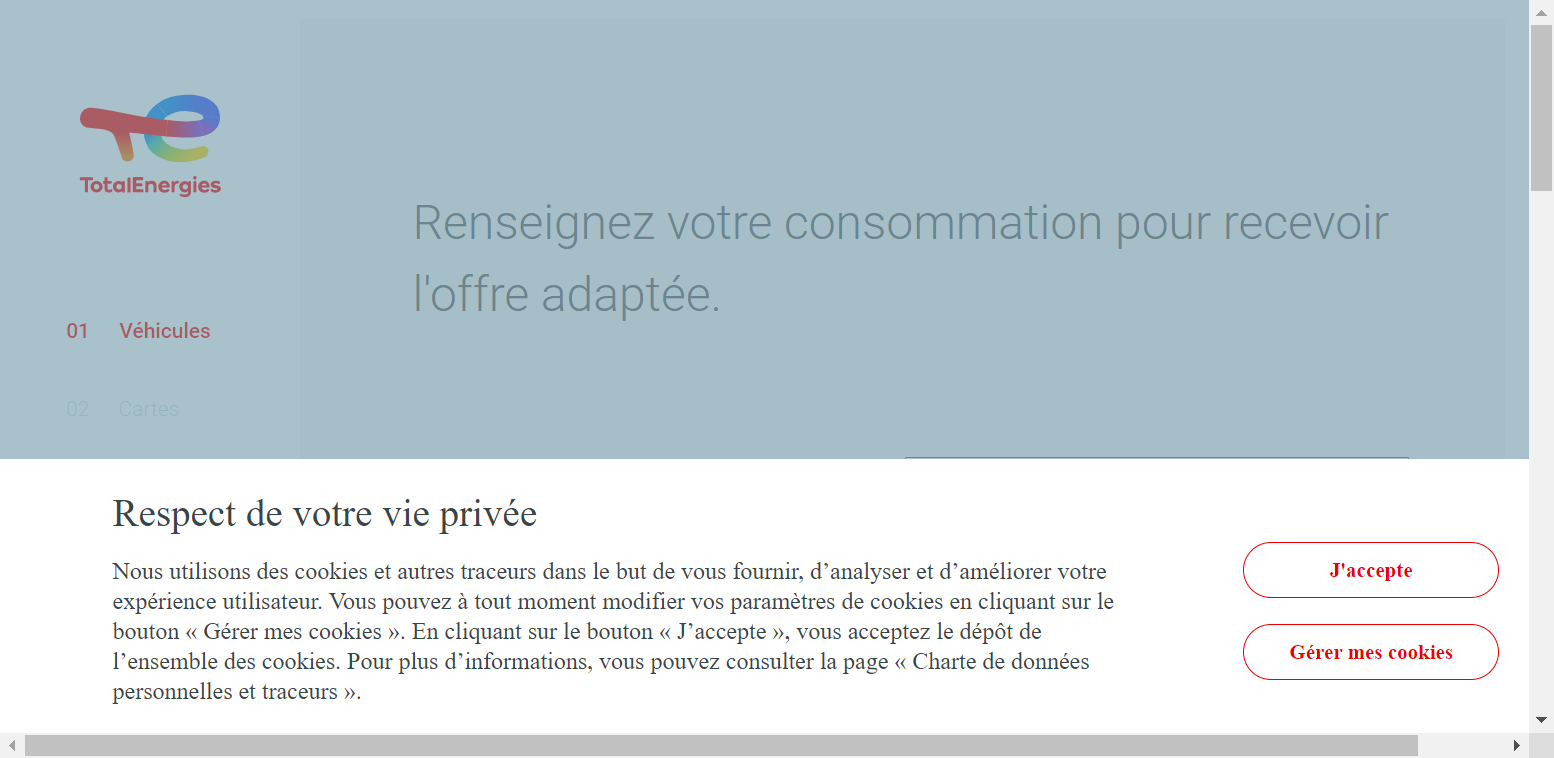 TotalEnergies
Renseignez votre consommation pour recevoir
l'offre adaptée.
01 Véhicules
02 Cartes
Respect de votre vie privée
Nous utilisons des cookies et autres traceurs dans le but de vous fournir, d’analyser et d’améliorer votre
expérience utilisateur. Vous pouvez à tout moment modifier vos paramètres de cookies en cliquant sur le
bouton « Gérer mes cookies ». En cliquant sur le bouton « J’accepte », vous acceptez le dépôt de
l’ensemble des cookies. Pour plus d’informations, vous pouvez consulter la page « Charte de données
personnelles et traceurs ».
J'accepte
Gérer mes cookies